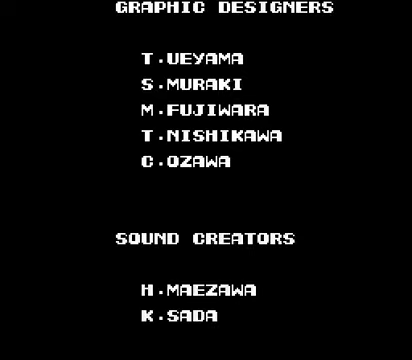 GRAPHIC DESIGNERS
T.UEYAMA
S.MURAKI
M.FUJIWARA
T.NISHIKAWA
C.OZAWA
SOUND CREATORS
H.MAEZAWA
K.SADA